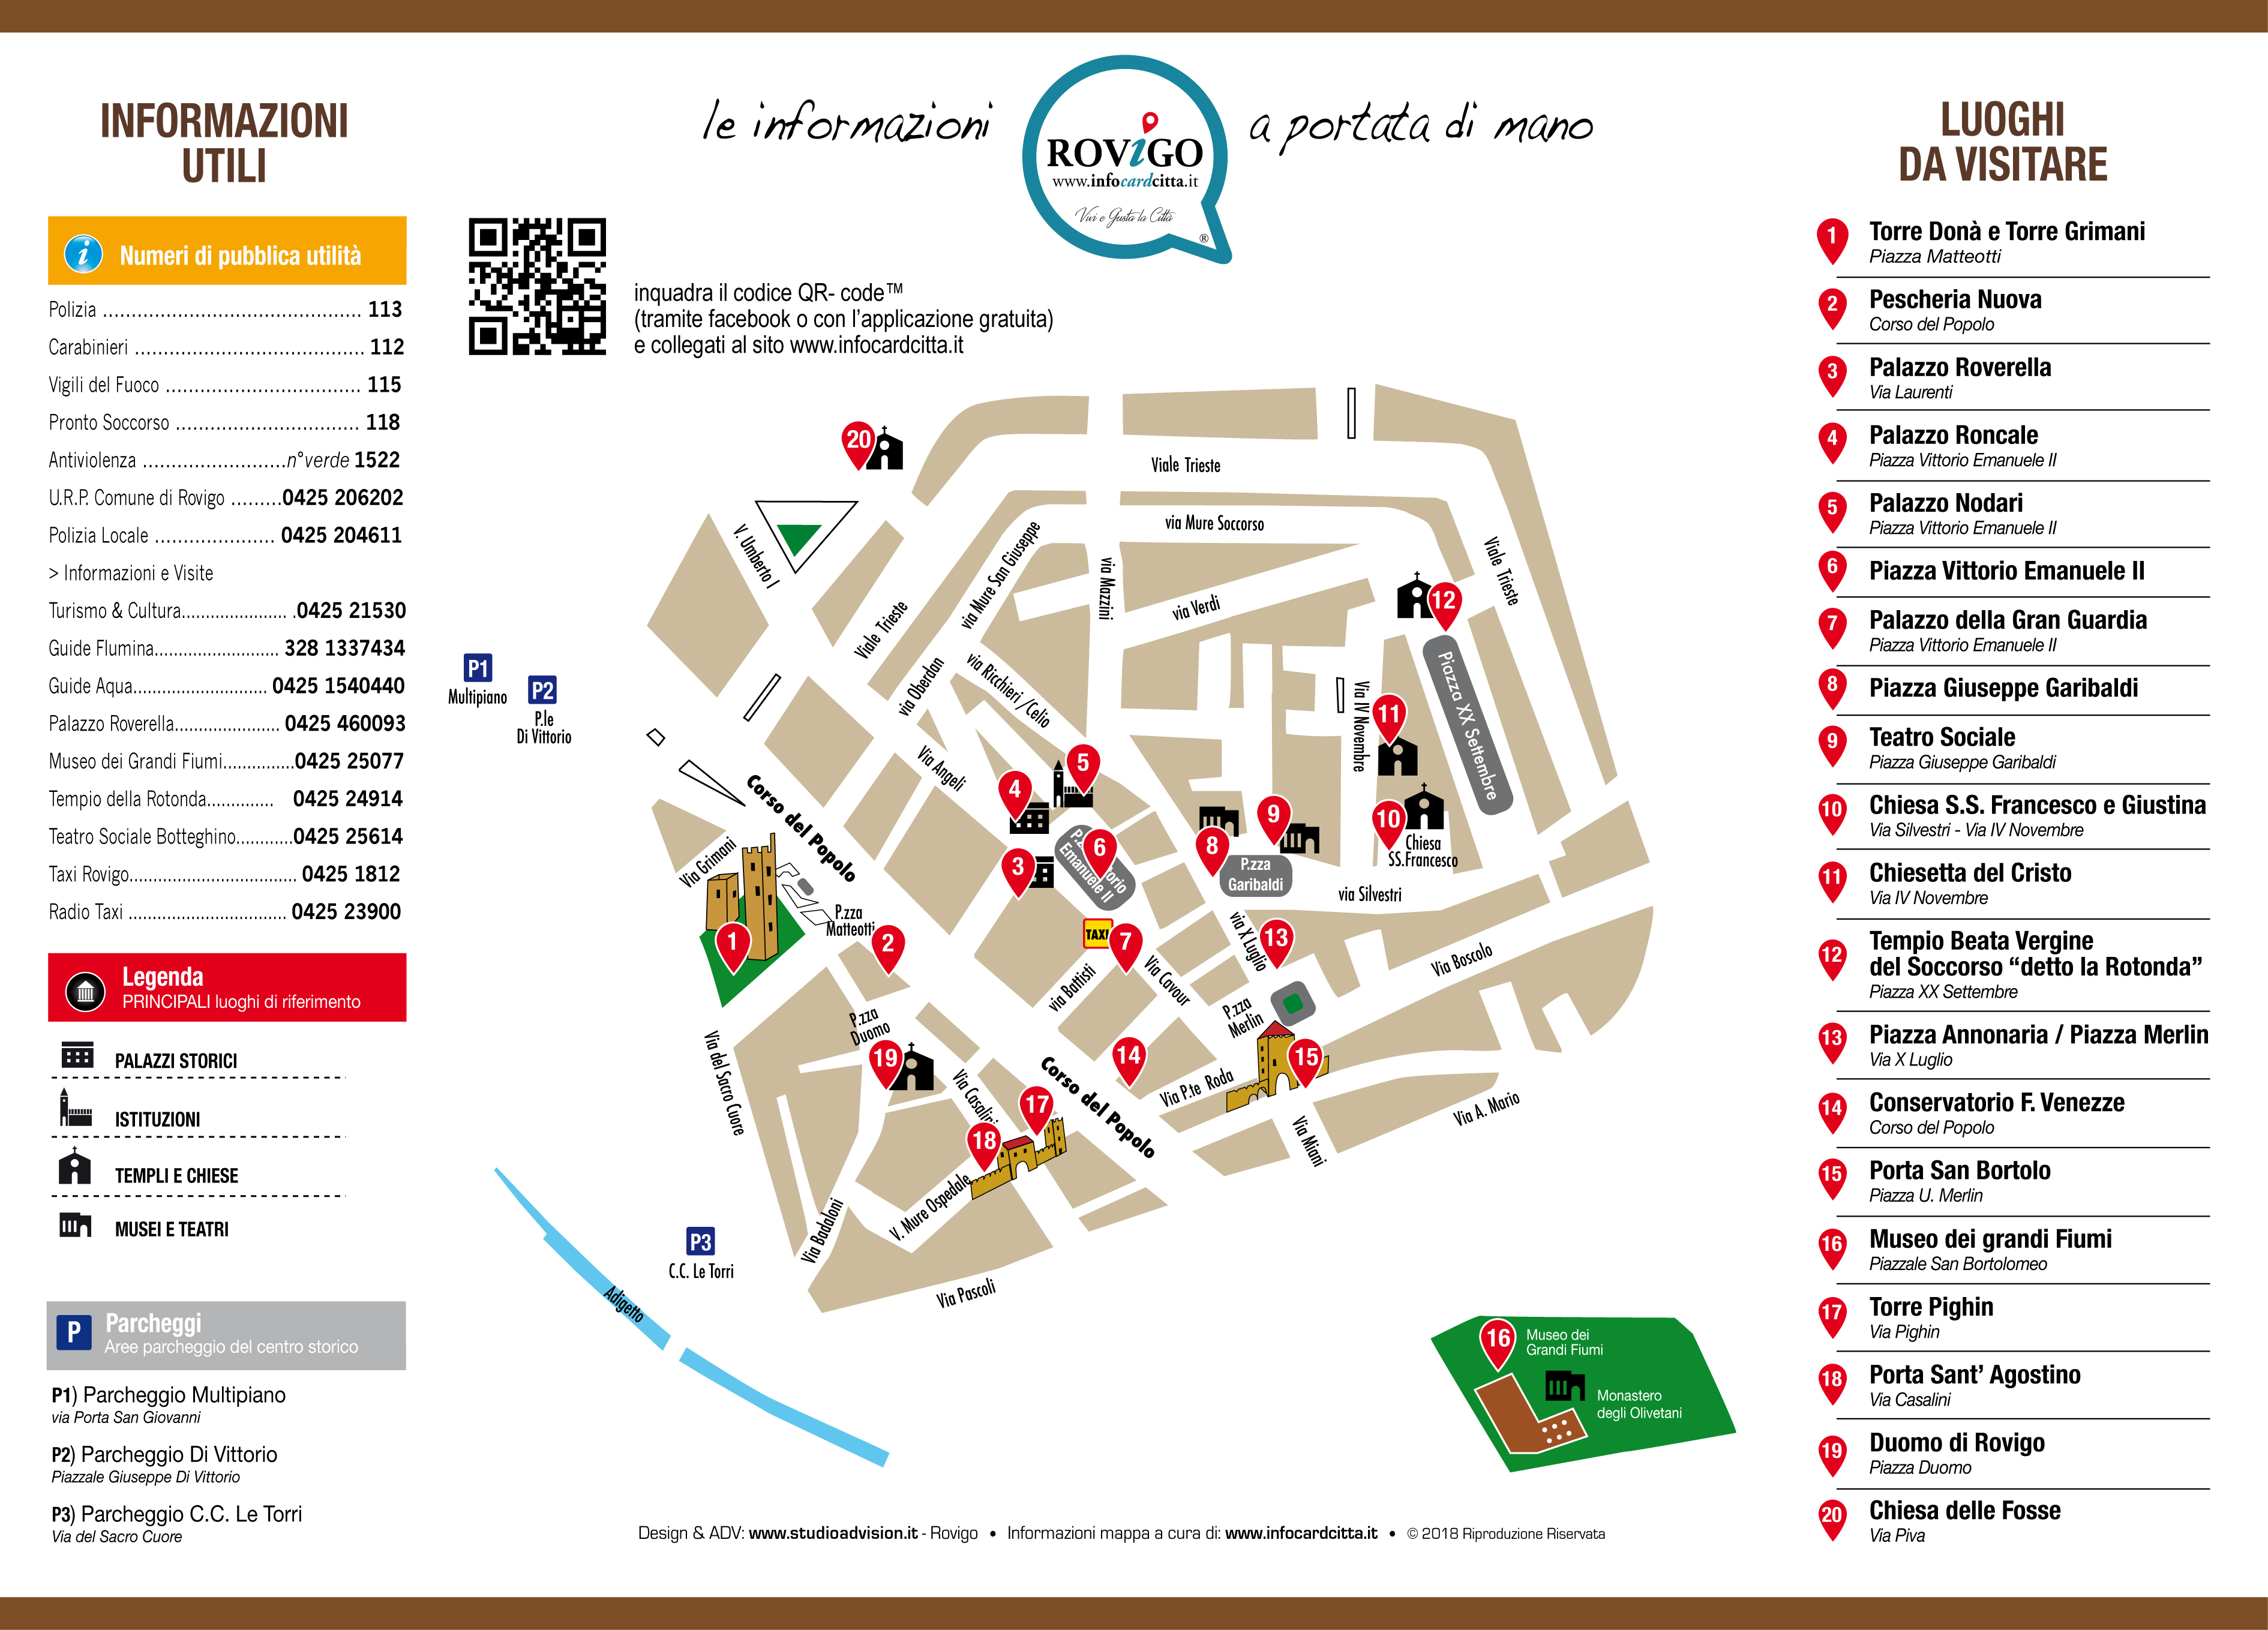 INFORMAZIONI
UTILI
i Numeri di pubblica utilità
Polizia ............................................ 113
Carabinieri ....................................... 112
Vigili del Fuoco ................................. 115
Pronto Soccorso ............................... 118
Antiviolenza .........................n°verde 1522
U.R.P. Comune di Rovigo .........0425 206202
Polizia Locale ..................... 0425 204611
> Informazioni e Visite
Turismo & Cultura...................... .0425 21530
Guide Flumina.......................... 328 1337434
Guide Aqua............................ 0425 1540440
Palazzo Roverella...................... 0425 460093
Museo dei Grandi Fiumi...............0425 25077
Tempio della Rotonda.............. 0425 24914
Teatro Sociale Botteghino............0425 25614
Taxi Rovigo................................... 0425 1812
Radio Taxi ................................. 0425 23900
Legenda
PRINCIPALI luoghi di riferimento
PALAZZI STORICI
ISTITUZIONI
TEMPLI E CHIESE
MUSEI E TEATRI
P Parcheggi
Aree parcheggio del centro storico
P1) Parcheggio Multipiano
via Porta San Giovanni
P2) Parcheggio Di Vittorio
Piazzale Giuseppe Di Vittorio
P3) Parcheggio C.C. Le Torri
Via del Sacro Cuore
le informazioni
ROViGO
www.infocardcitta.it
Vivi e Gusta la Città
®
a portata di mano
inquadra il codice QR- code™
(tramite facebook o con l'applicazione gratuita)
e collegati al sito www.infocardcitta.it
20
Viale Trieste
via Mure Soccorso
V. Umberto I
via Mure San Giuseppe
via Mazzini
Viale Trieste
via Verdi
12
Viale Trieste
P1
Multipiano
P2
P.le
Di Vittorio
via Oberdan
via Ricchieri /Celio
Via IV Novembre
11
Piazza XX Settembre
Via Angeli
5
4
Corso del Popolo
9
10
Chiesa
SS.Francesco
8
P.zza
Garibaldi
6
Emanuele II
3
Via Grimani
via Silvestri
P.zza
Matteotti
1
2
TAXI
7
via X Luglio
13
Via Boscolo
via Battisti
Via Cavour
P.zza
Merlin
P.zza
Duomo
19
14
15
Via del Sacro Cuore
Via Casalini
Corso del Popolo
Via P.te Roda
Via A. Mario
17
18
Via Miani
V. Mure Ospedale
Via Badaloni
P3
C.C. Le Torri
Via Pascoli
Adigetto
16
Museo dei
Grandi Fiumi
Monastero
degli Olivetani
Design & ADV: www.studioadvision.it - Rovigo • Informazioni mappa a cura di: www.infocardcitta.it • © 2018 Riproduzione Riservata
LUOGHI
DA VISITARE
1 Torre Donà e Torre Grimani
Piazza Matteotti
2 Pescheria Nuova
Corso del Popolo
3 Palazzo Roverella
Via Laurenti
4 Palazzo Roncale
Piazza Vittorio Emanuele II
5 Palazzo Nodari
Piazza Vittorio Emanuele II
6 Piazza Vittorio Emanuele II
7 Palazzo della Gran Guardia
Piazza Vittorio Emanuele II
8 Piazza Giuseppe Garibaldi
9 Teatro Sociale
Piazza Giuseppe Garibaldi
10 Chiesa S.S. Francesco e Giustina
Via Silvestri - Via IV Novembre
11 Chiesetta del Cristo
Via IV Novembre
12 Tempio Beata Vergine
del Soccorso “detto la Rotonda”
Piazza XX Settembre
13 Piazza Annonaria / Piazza Merlin
Via X Luglio
14 Conservatorio F. Venezze
Corso del Popolo
15 Porta San Bortolo
Piazza U. Merlin
16 Museo dei grandi Fiumi
Piazzale San Bortolomeo
17 Torre Pighin
Via Pighin
18 Porta Sant' Agostino
Via Casalini
19 Duomo di Rovigo
Piazza Duomo
20 Chiesa delle Fosse
Via Piva